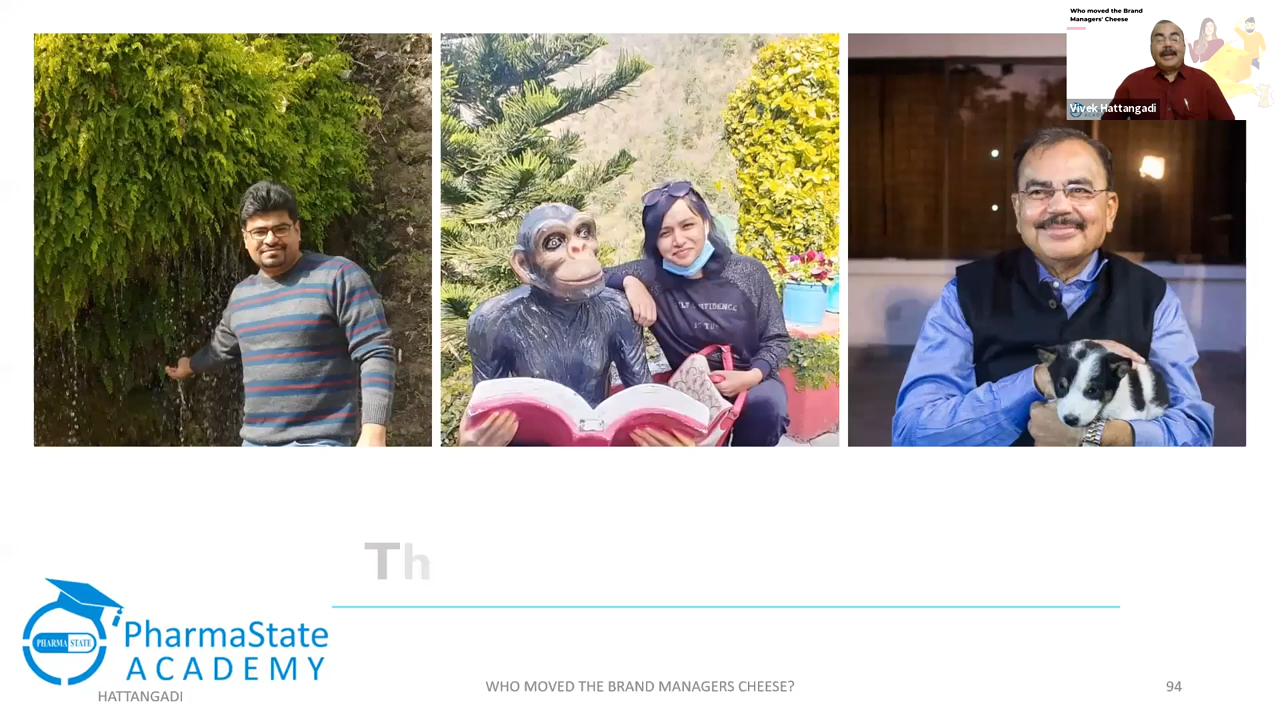 Who moved the Brand
Managers' Cheese
Vivek Hattangadi
Th
PHARMA STATE
PharmaState
ACADEMY
HATTANGADI
WHO MOVED THE BRAND MANAGERS CHEESE?
94